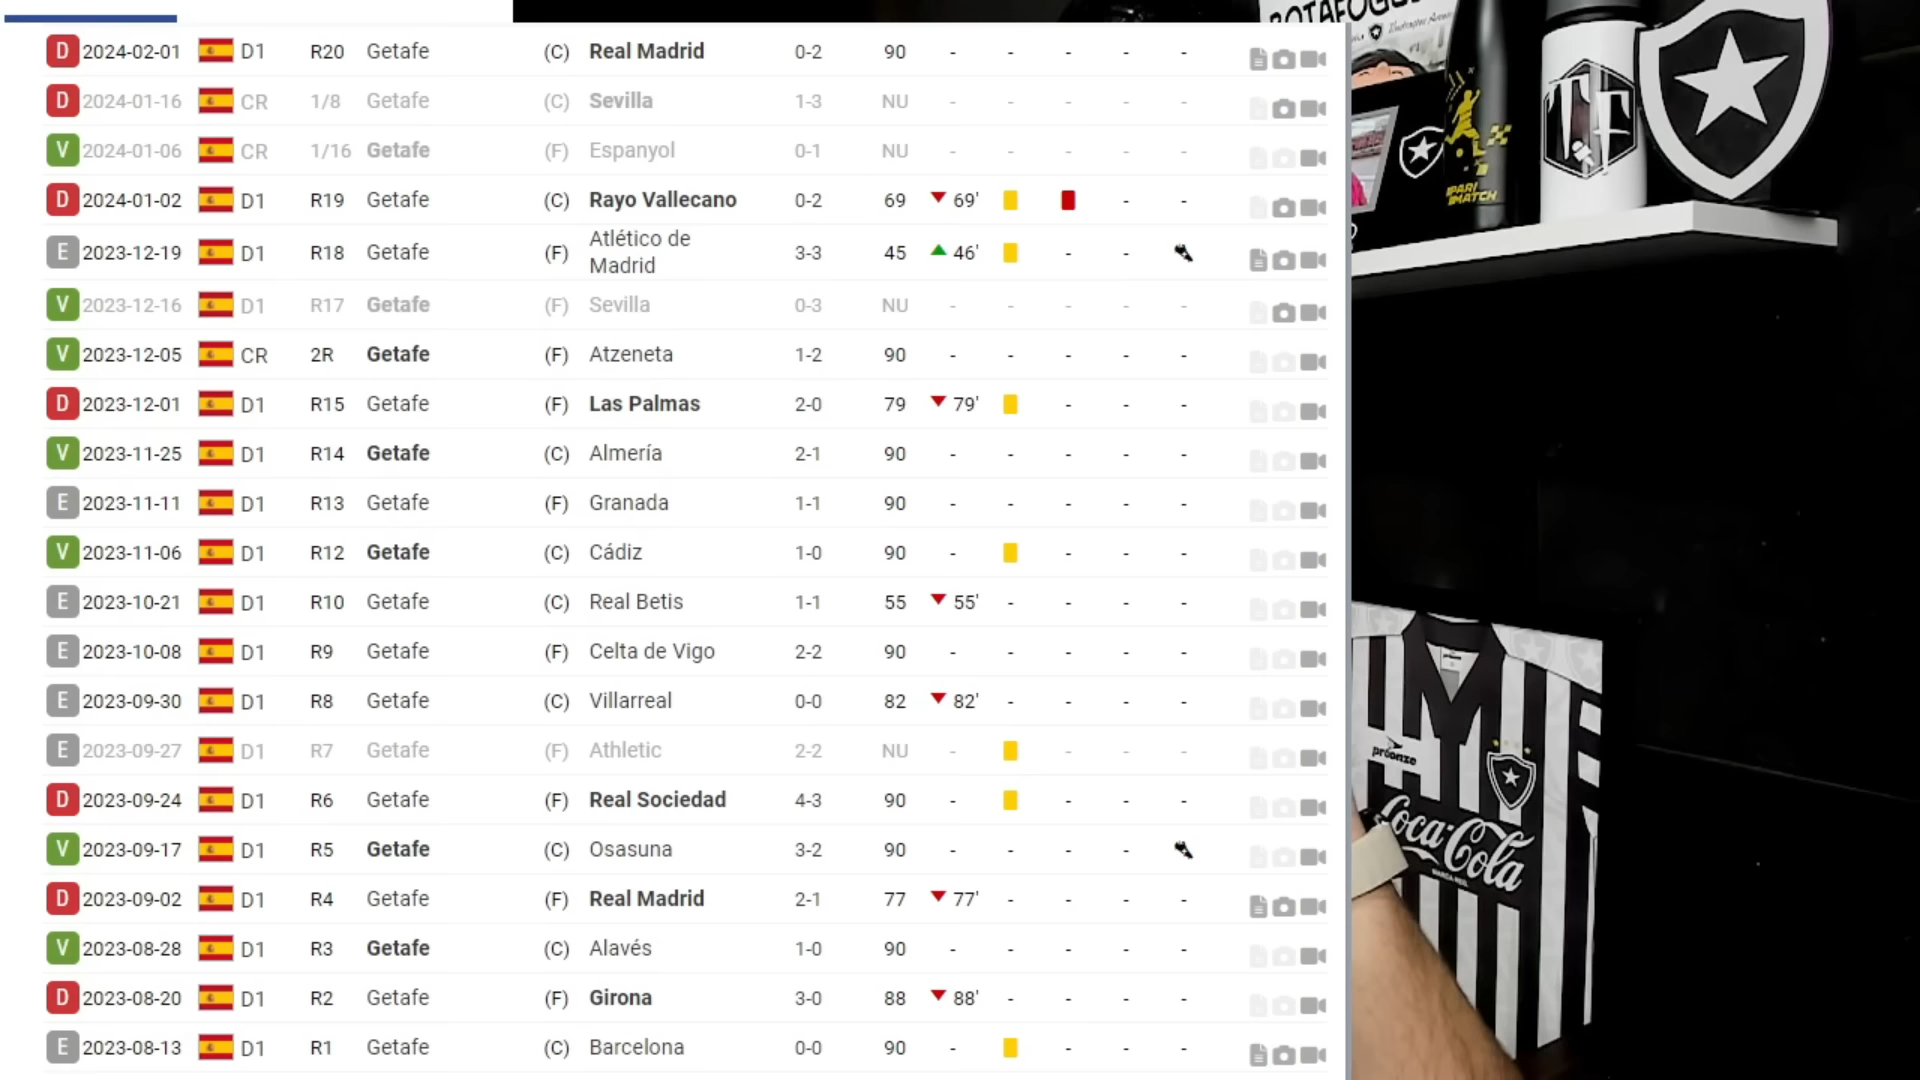 D 2024-02-01 D1 R20 Getafe (C) Real Madrid 0-2 90 - - - - -
D 2024-01-16 CR 1/8 Getafe (C) Sevilla 1-3 NU - - - - -
V 2024-01-06 CR 1/16 Getafe (F) Espanyol 0-1 NU - - - - -
D 2024-01-02 D1 R19 Getafe (C) Rayo Vallecano 0-2 69 69' - -
E 2023-12-19 D1 R18 Getafe (F) Atlético de Madrid 3-3 45 46' - -
V 2023-12-16 D1 R17 Getafe (F) Sevilla 0-3 NU - - - - -
V 2023-12-05 CR 2R Getafe (F) Atzeneta 1-2 90 - - - - -
D 2023-12-01 D1 R15 Getafe (F) Las Palmas 2-0 79 79' - - -
V 2023-11-25 D1 R14 Getafe (C) Almería 2-1 90 - - - - -
E 2023-11-11 D1 R13 Getafe (F) Granada 1-1 90 - - - - -
V 2023-11-06 D1 R12 Getafe (C) Cádiz 1-0 90 - - - -
E 2023-10-21 D1 R10 Getafe (C) Real Betis 1-1 55 55' - - - -
E 2023-10-08 D1 R9 Getafe (F) Celta de Vigo 2-2 90 - - - - -
E 2023-09-30 D1 R8 Getafe (C) Villarreal 0-0 82 82' - - - -
E 2023-09-27 D1 R7 Getafe (F) Athletic 2-2 NU - - - -
D 2023-09-24 D1 R6 Getafe (F) Real Sociedad 4-3 90 - - - -
V 2023-09-17 D1 R5 Getafe (C) Osasuna 3-2 90 - - - -
D 2023-09-02 D1 R4 Getafe (F) Real Madrid 2-1 77 77' - - - -
V 2023-08-28 D1 R3 Getafe (C) Alavés 1-0 90 - - - - -
D 2023-08-20 D1 R2 Getafe (F) Girona 3-0 88 88' - - - -
E 2023-08-13 D1 R1 Getafe (C) Barcelona 0-0 90 - - - -
TF
PARI
MATCH
proonze
Coca-Cola
MARCA REG.